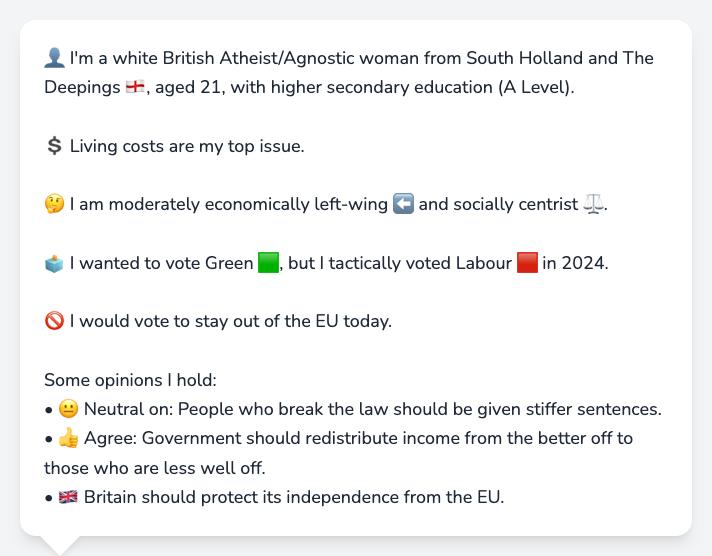 👤 I'm a white British Atheist/Agnostic woman from South Holland and The
Deepings 🏴󠁧󠁢󠁥󠁮󠁧󠁿, aged 21, with higher secondary education (A Level).
💲 Living costs are my top issue.
🤔 I am moderately economically left-wing ⬅️ and socially centrist ⚖️.
🗳️ I wanted to vote Green 🟩, but I tactically voted Labour 🟥 in 2024.
🚫 I would vote to stay out of the EU today.
Some opinions I hold:
• 😐 Neutral on: People who break the law should be given stiffer sentences.
• 👍 Agree: Government should redistribute income from the better off to
those who are less well off.
• 🇬🇧 Britain should protect its independence from the EU.